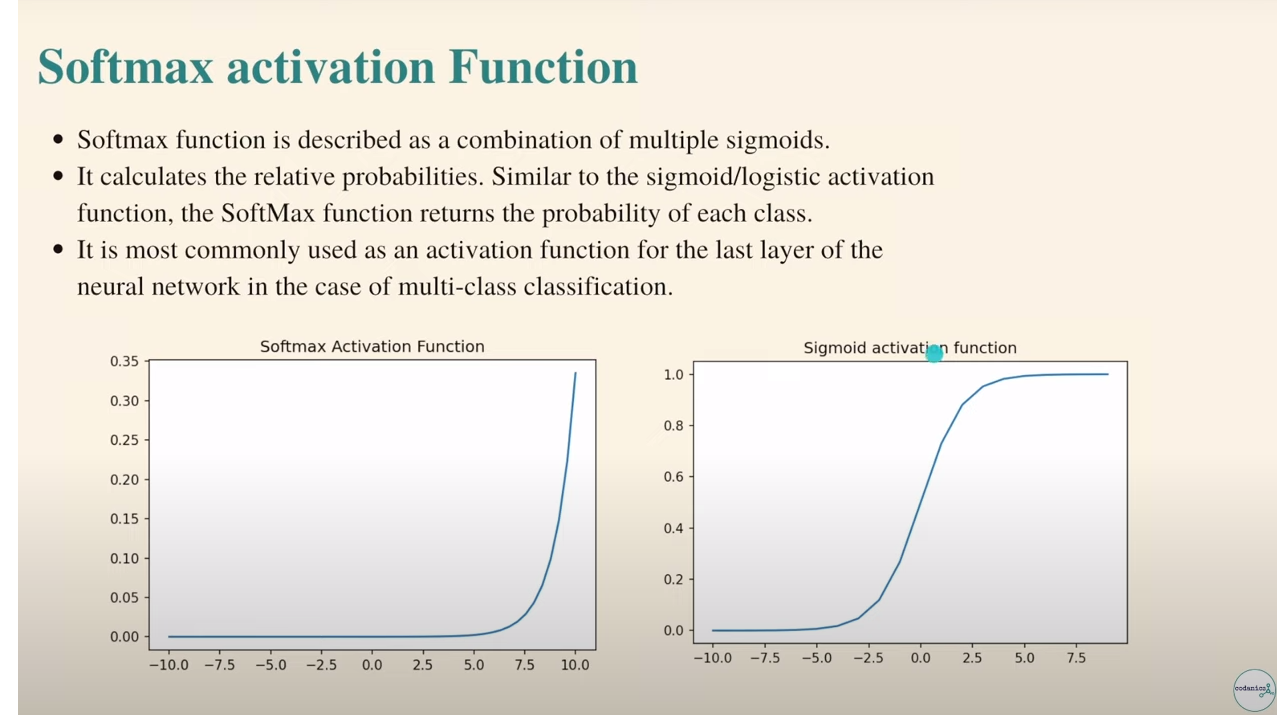 Softmax activation Function
• Softmax function is described as a combination of multiple sigmoids.
• It calculates the relative probabilities. Similar to the sigmoid/logistic activation
function, the SoftMax function returns the probability of each class.
• It is most commonly used as an activation function for the last layer of the
neural network in the case of multi-class classification.
Softmax Activation Function
0.35
0.30
0.25
0.20
0.15
0.10
0.05
0.00
−10.0 −7.5 −5.0 −2.5 0.0 2.5 5.0 7.5 10.0
Sigmoid activation function
1.0
0.8
0.6
0.4
0.2
0.0
−10.0 −7.5 −5.0 −2.5 0.0 2.5 5.0 7.5
codanics